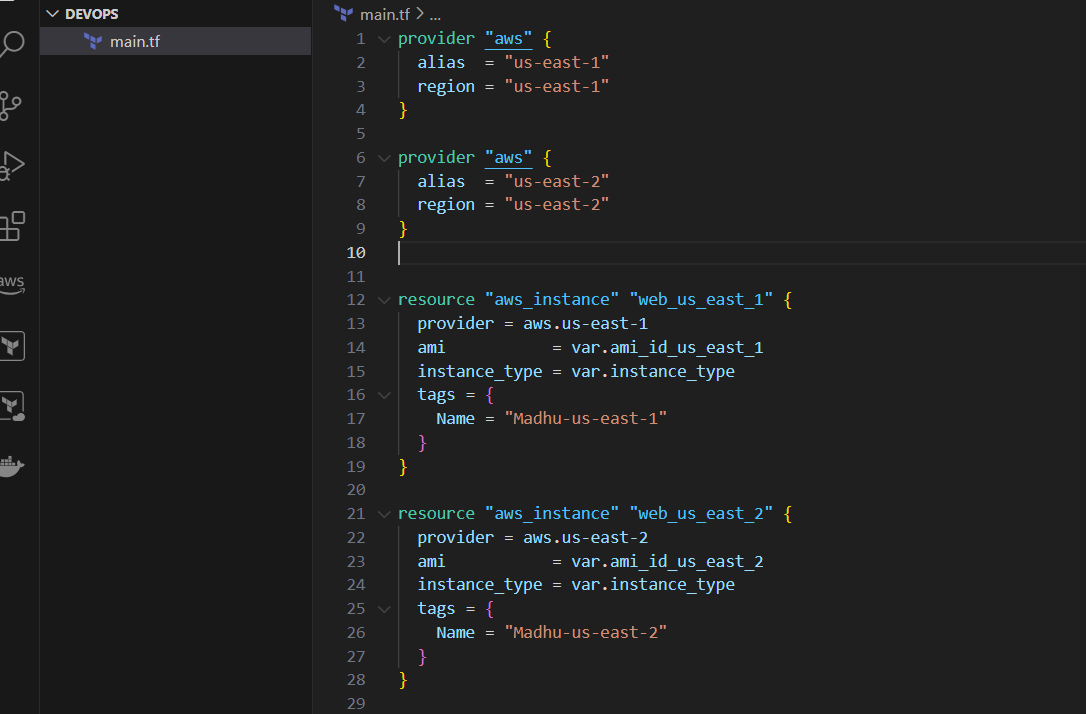 DEVOPS
main.tf
aws
main.tf > ...
1 provider "aws" {
2   alias  = "us-east-1"
3   region = "us-east-1"
4 }
5
6 provider "aws" {
7   alias  = "us-east-2"
8   region = "us-east-2"
9 }
10
11
12 resource "aws_instance" "web_us_east_1" {
13   provider = aws.us-east-1
14   ami           = var.ami_id_us_east_1
15   instance_type = var.instance_type
16   tags = {
17     Name = "Madhu-us-east-1"
18   }
19 }
20
21 resource "aws_instance" "web_us_east_2" {
22   provider = aws.us-east-2
23   ami           = var.ami_id_us_east_2
24   instance_type = var.instance_type
25   tags = {
26     Name = "Madhu-us-east-2"
27   }
28 }
29